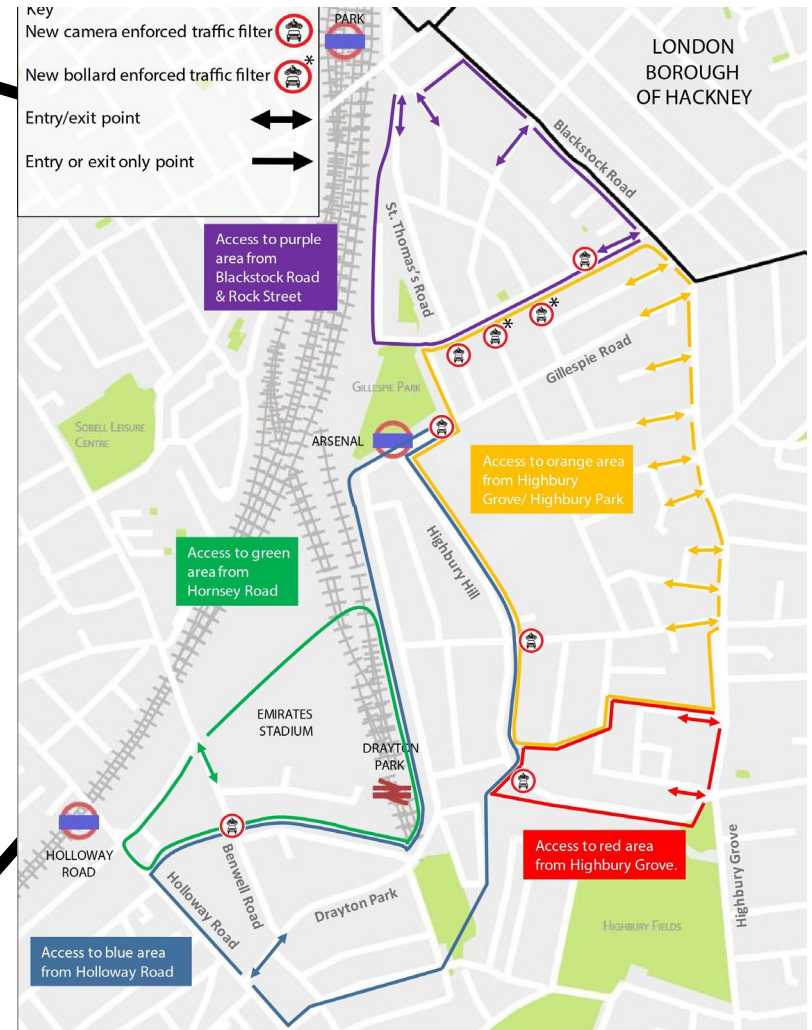 Key
New camera enforced traffic filter
New bollard enforced traffic filter
*
Entry/exit point
Entry or exit only point
PARK
LONDON
BOROUGH
OF HACKNEY
Blackstock Road
Access to purple
area from
Blackstock Road
& Rock Street
St. Thomas's Road
*
*
Gillespie Road
GILLESPIE PARK
SOBELL LEISURE
CENTRE
ARSENAL
Access to orange area
from Highbury
Grove/ Highbury Park
Highbury Hill
Access to green
area from
Hornsey Road
EMIRATES
STADIUM
DRAYTON
PARK
HOLLOWAY
ROAD
Benwell Road
Holloway Road
Drayton Park
Access to red area
from Highbury Grove.
Highbury Grove
HIGHBURY FIELDS
Access to blue area
from Holloway Road